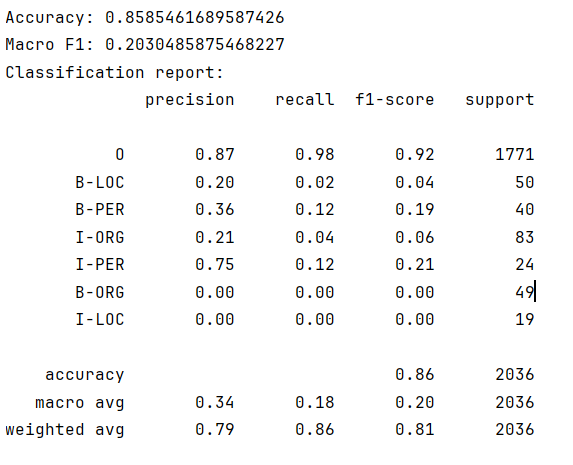 Accuracy: 0.8585461689587426
Macro F1: 0.2030485875468227
Classification report:
precision recall f1-score support
O 0.87 0.98 0.92 1771
B-LOC 0.20 0.02 0.04 50
B-PER 0.36 0.12 0.19 40
I-ORG 0.21 0.04 0.06 83
I-PER 0.75 0.12 0.21 24
B-ORG 0.00 0.00 0.00 49
I-LOC 0.00 0.00 0.00 19
accuracy 0.86 2036
macro avg 0.34 0.18 0.20 2036
weighted avg 0.79 0.86 0.81 2036